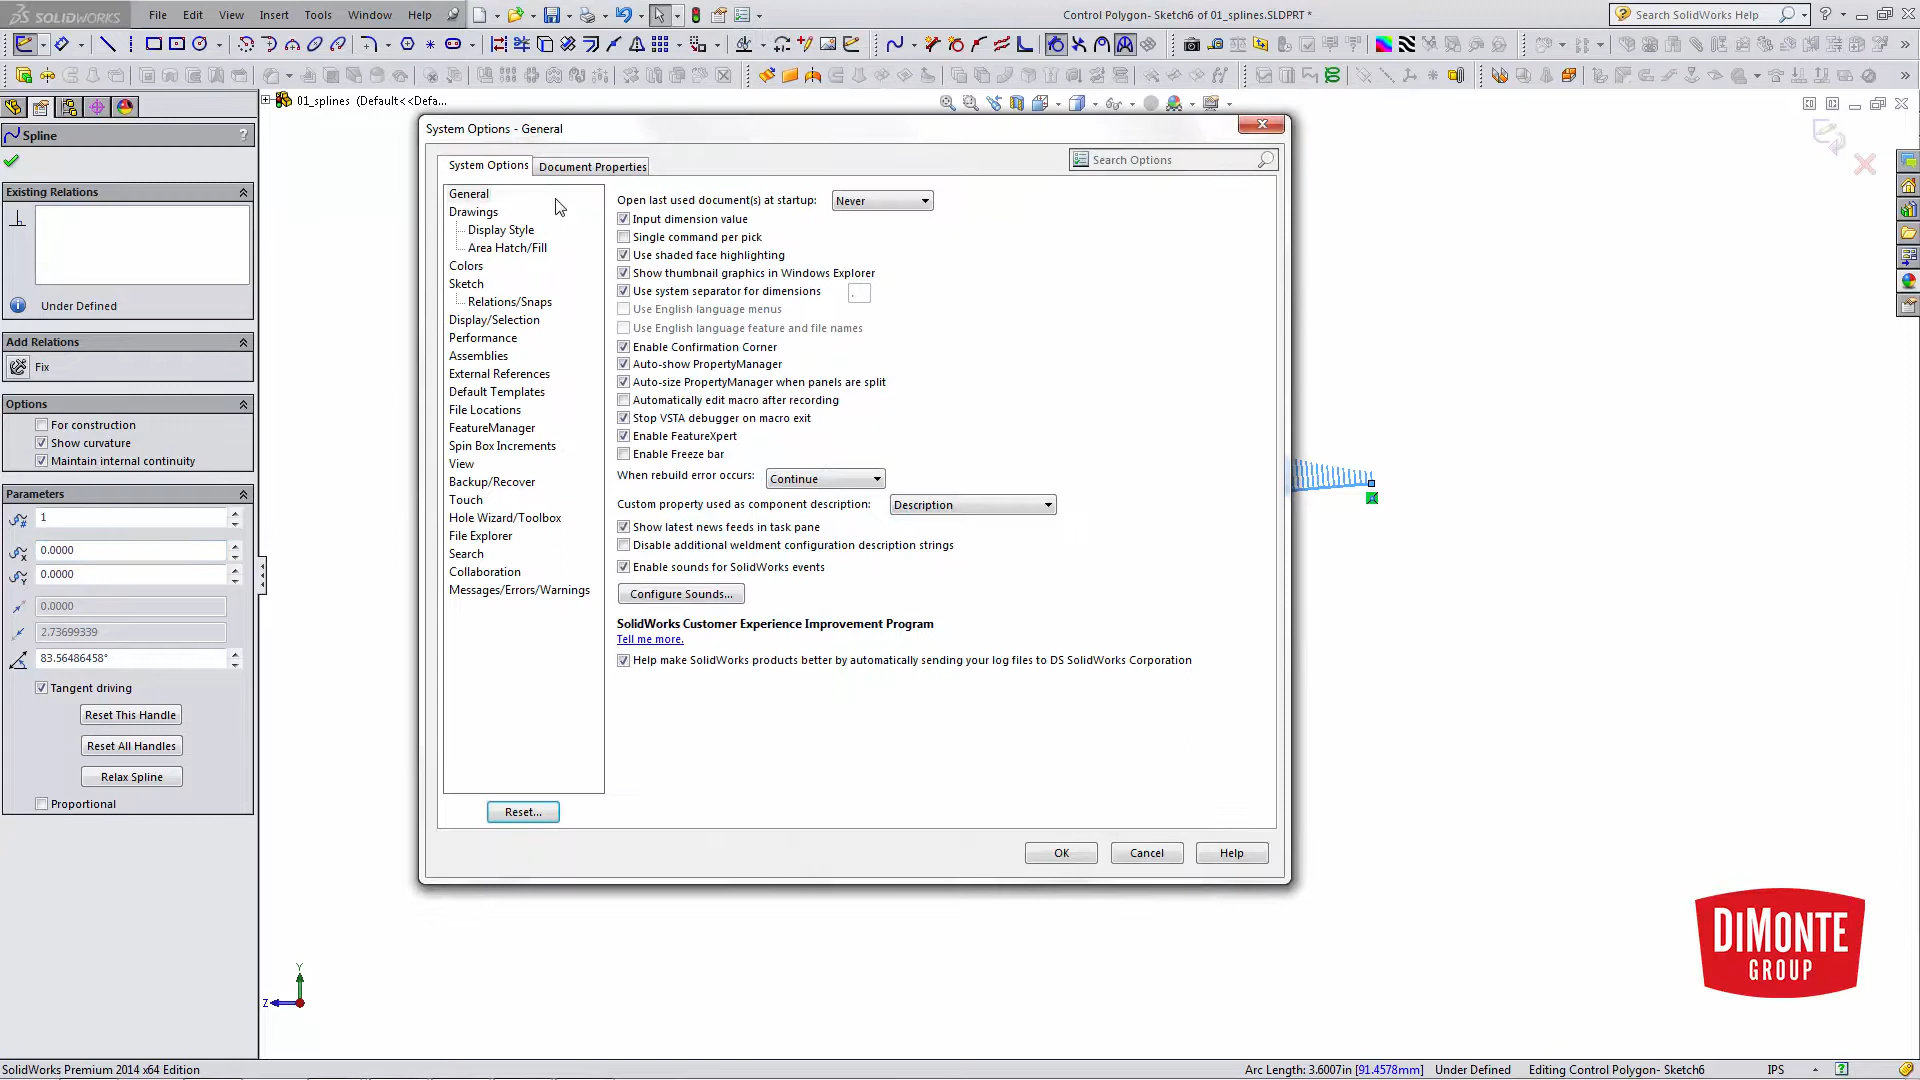 SOLIDWORKS File Edit View Insert Tools Window Help
Control Polygon- Sketch6 of 01_splines.SLDPRT *
Search SolidWorks Help
01_splines (Default<<Defa...
Spline
?
Existing Relations
Under Defined
Add Relations
Fix
Options
For construction
Show curvature
Maintain internal continuity
Parameters
1
0.0000
0.0000
0.0000
2.73699339
83.56486458°
Tangent driving
Reset This Handle
Reset All Handles
Relax Spline
Proportional
System Options - General
System Options Document Properties
Search Options
General
Drawings
Display Style
Area Hatch/Fill
Colors
Sketch
Relations/Snaps
Display/Selection
Performance
Assemblies
External References
Default Templates
File Locations
FeatureManager
Spin Box Increments
View
Backup/Recover
Touch
Hole Wizard/Toolbox
File Explorer
Search
Collaboration
Messages/Errors/Warnings
Reset...
Open last used document(s) at startup: Never
Input dimension value
Single command per pick
Use shaded face highlighting
Show thumbnail graphics in Windows Explorer
Use system separator for dimensions .
Use English language menus
Use English language feature and file names
Enable Confirmation Corner
Auto-show PropertyManager
Auto-size PropertyManager when panels are split
Automatically edit macro after recording
Stop VSTA debugger on macro exit
Enable FeatureXpert
Enable Freeze bar
When rebuild error occurs: Continue
Custom property used as component description: Description
Show latest news feeds in task pane
Disable additional weldment configuration description strings
Enable sounds for SolidWorks events
Configure Sounds...
SolidWorks Customer Experience Improvement Program
Tell me more.
Help make SolidWorks products better by automatically sending your log files to DS SolidWorks Corporation
OK Cancel Help
DIMONTE
GROUP
Y
Z
SolidWorks Premium 2014 x64 Edition
Arc Length: 3.6007in [91.4578mm] Under Defined Editing Control Polygon- Sketch6 IPS